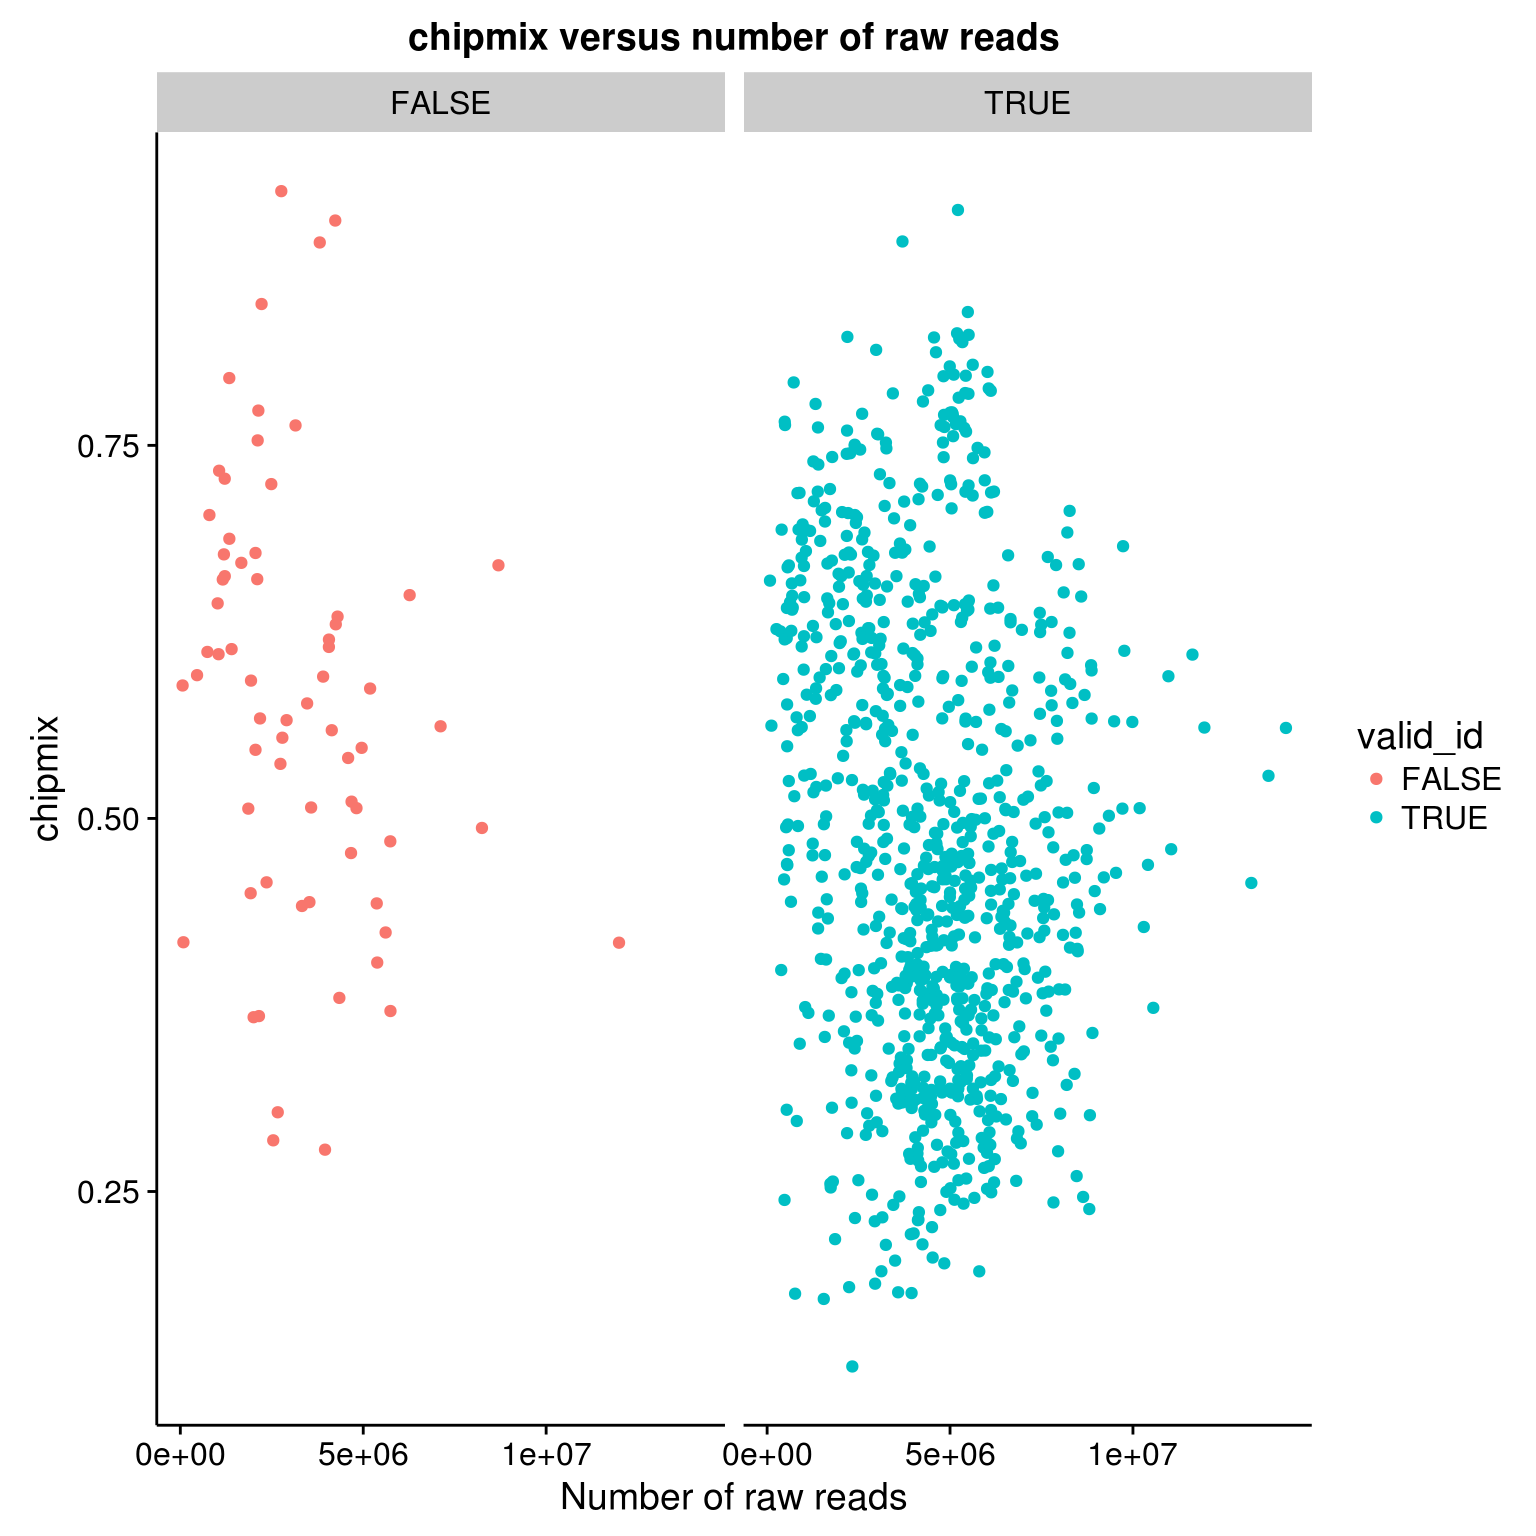 chipmix versus number of raw reads
FALSE
TRUE
chipmix
0.75
0.50
0.25
0e+00
5e+06
1e+07
0e+00
5e+06
1e+07
Number of raw reads
valid_id
FALSE
TRUE